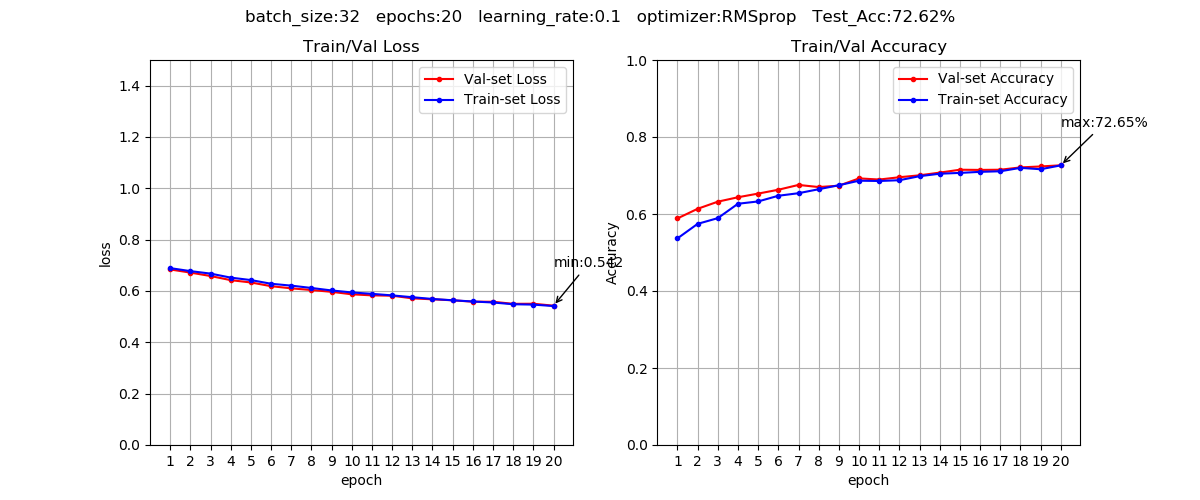 batch_size:32 epochs:20 learning_rate:0.1 optimizer:RMSprop Test_Acc:72.62%
Train/Val Loss
Val-set Loss
Train-set Loss
1.4
1.2
1.0
0.8
0.6
0.4
0.2
0.0
loss
min:0.542
1 2 3 4 5 6 7 8 9 10 11 12 13 14 15 16 17 18 19 20
epoch
Train/Val Accuracy
Val-set Accuracy
Train-set Accuracy
1.0
0.8
0.6
0.4
0.2
0.0
Accuracy
max:72.65%
1 2 3 4 5 6 7 8 9 10 11 12 13 14 15 16 17 18 19 20
epoch